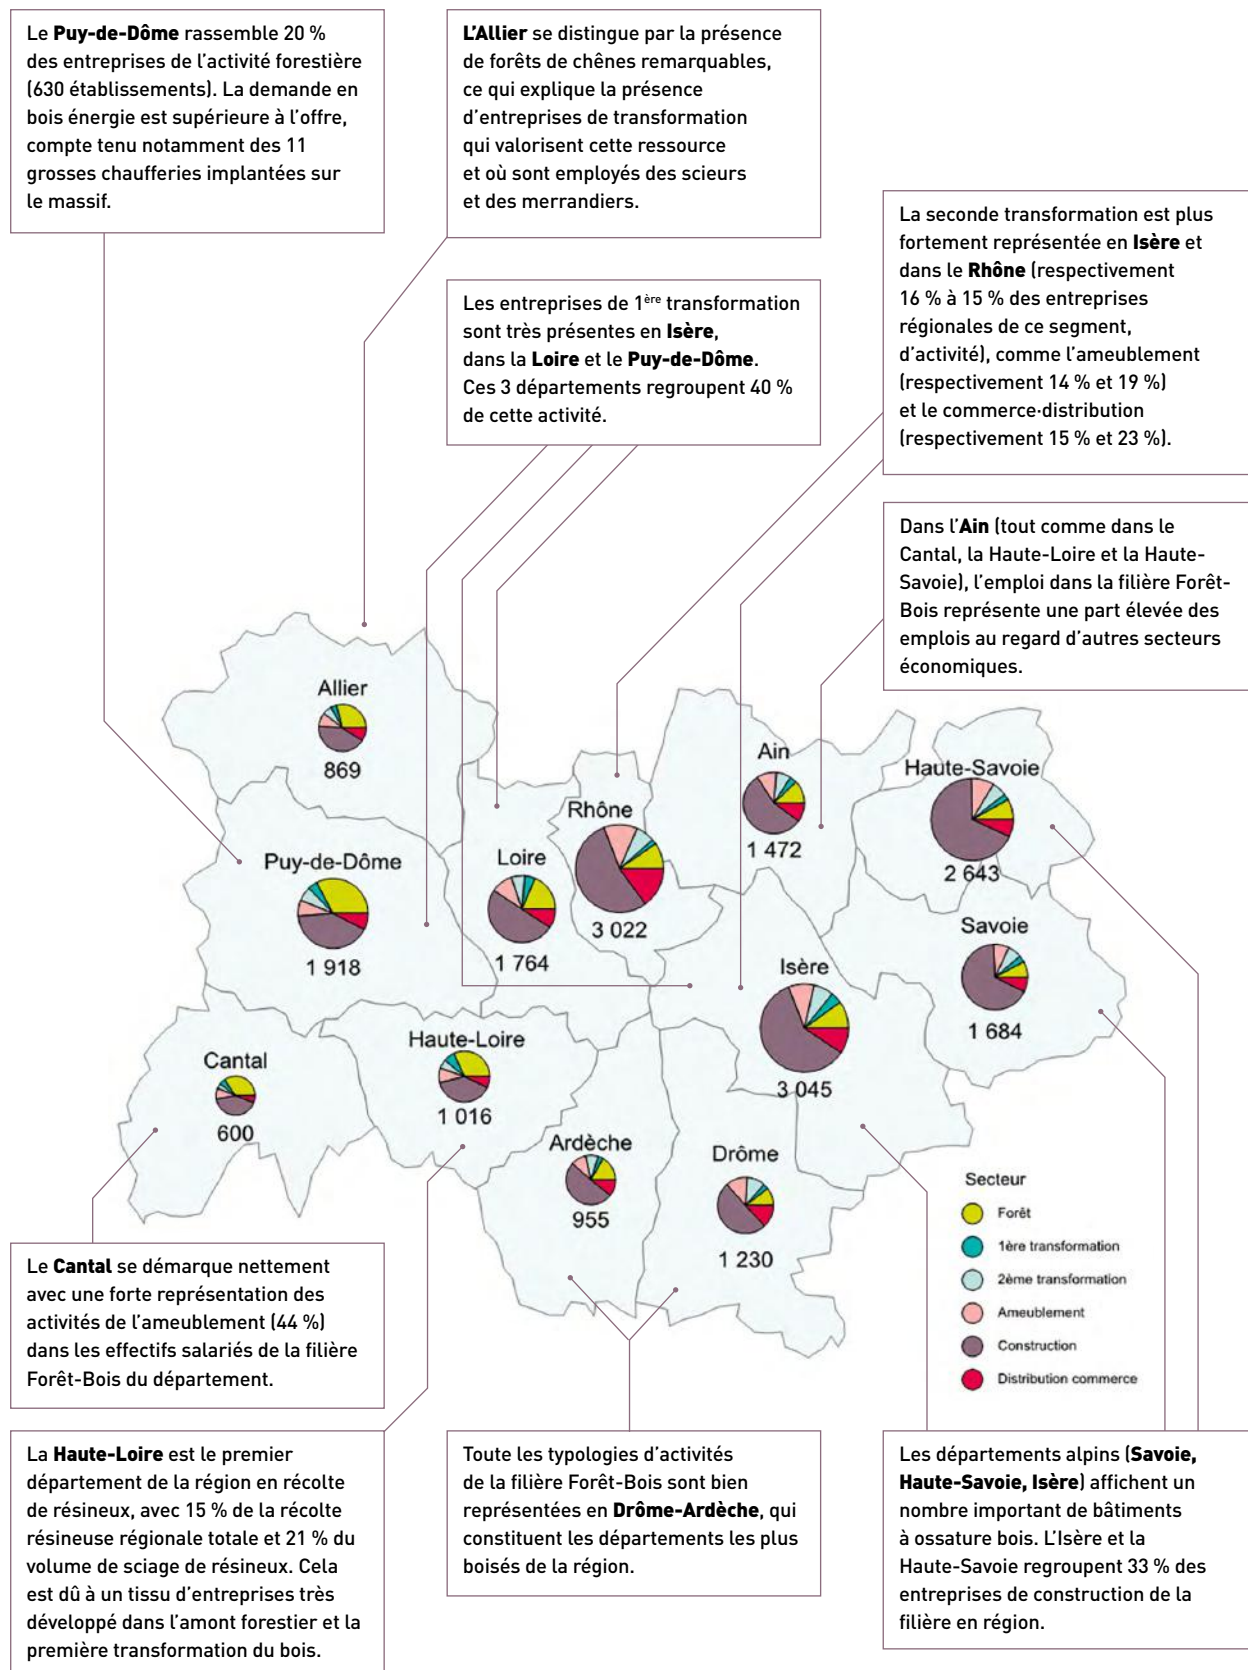 Le Puy-de-Dôme rassemble 20 %
des entreprises de l'activité forestière
(630 établissements). La demande en
bois énergie est supérieure à l'offre,
compte tenu notamment des 11
grosses chaufferies implantées sur
le massif.
L'Allier se distingue par la présence
de forêts de chênes remarquables,
ce qui explique la présence
d'entreprises de transformation
qui valorisent cette ressource
et où sont employés des scieurs
et des merrandiers.
Les entreprises de 1ère transformation
sont très présentes en Isère,
dans la Loire et le Puy-de-Dôme.
Ces 3 départements regroupent 40 %
de cette activité.
La seconde transformation est plus
fortement représentée en Isère et
dans le Rhône (respectivement
16 % à 15 % des entreprises
régionales de ce segment,
d'activité), comme l'ameublement
(respectivement 14 % et 19 %)
et le commerce·distribution
(respectivement 15 % et 23 %).
Dans l'Ain (tout comme dans le
Cantal, la Haute-Loire et la Haute-
Savoie), l'emploi dans la filière Forêt-
Bois représente une part élevée des
emplois au regard d'autres secteurs
économiques.
Allier
869
Ain
1 472
Haute-Savoie
2 643
Rhône
3 022
Puy-de-Dôme
1 918
Loire
1 764
Savoie
1 684
Isère
3 045
Cantal
600
Haute-Loire
1 016
Ardèche
955
Drôme
1 230
Secteur
Forêt
1ère transformation
2ème transformation
Ameublement
Construction
Distribution commerce
Le Cantal se démarque nettement
avec une forte représentation des
activités de l'ameublement (44 %)
dans les effectifs salariés de la filière
Forêt-Bois du département.
La Haute-Loire est le premier
département de la région en récolte
de résineux, avec 15 % de la récolte
résineuse régionale totale et 21 % du
volume de sciage de résineux. Cela
est dû à un tissu d'entreprises très
développé dans l'amont forestier et la
première transformation du bois.
Toute les typologies d'activités
de la filière Forêt-Bois sont bien
représentées en Drôme-Ardèche, qui
constituent les départements les plus
boisés de la région.
Les départements alpins (Savoie,
Haute-Savoie, Isère) affichent un
nombre important de bâtiments
à ossature bois. L'Isère et la
Haute-Savoie regroupent 33 % des
entreprises de construction de la
filière en région.